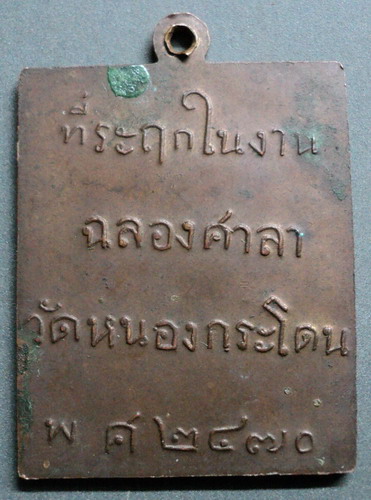 ที่ระฤกในงาน
ฉลองศาลา
วัดหนองกระโดน
พ ศ ๒๔๗๐